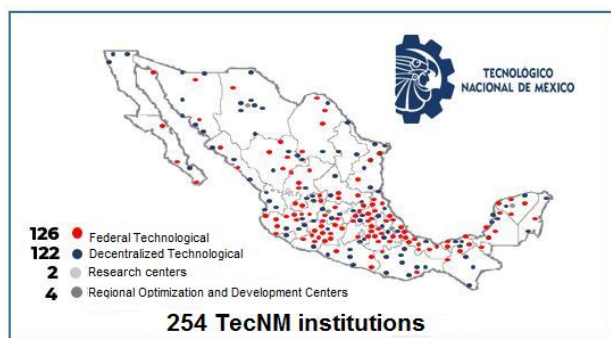 TECNOLÓGICO
NACIONAL DE MÉXICO
126 Federal Technological
122 Decentralized Technological
2 Research centers
4 Regional Optimization and Development Centers
254 TecNM institutions